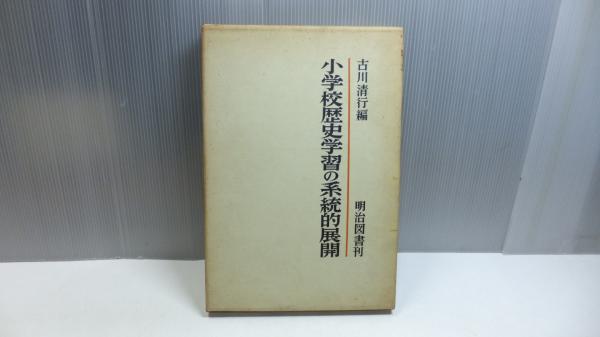 古川清行編
明治図書刊
小学校歴史学習の系統的展開